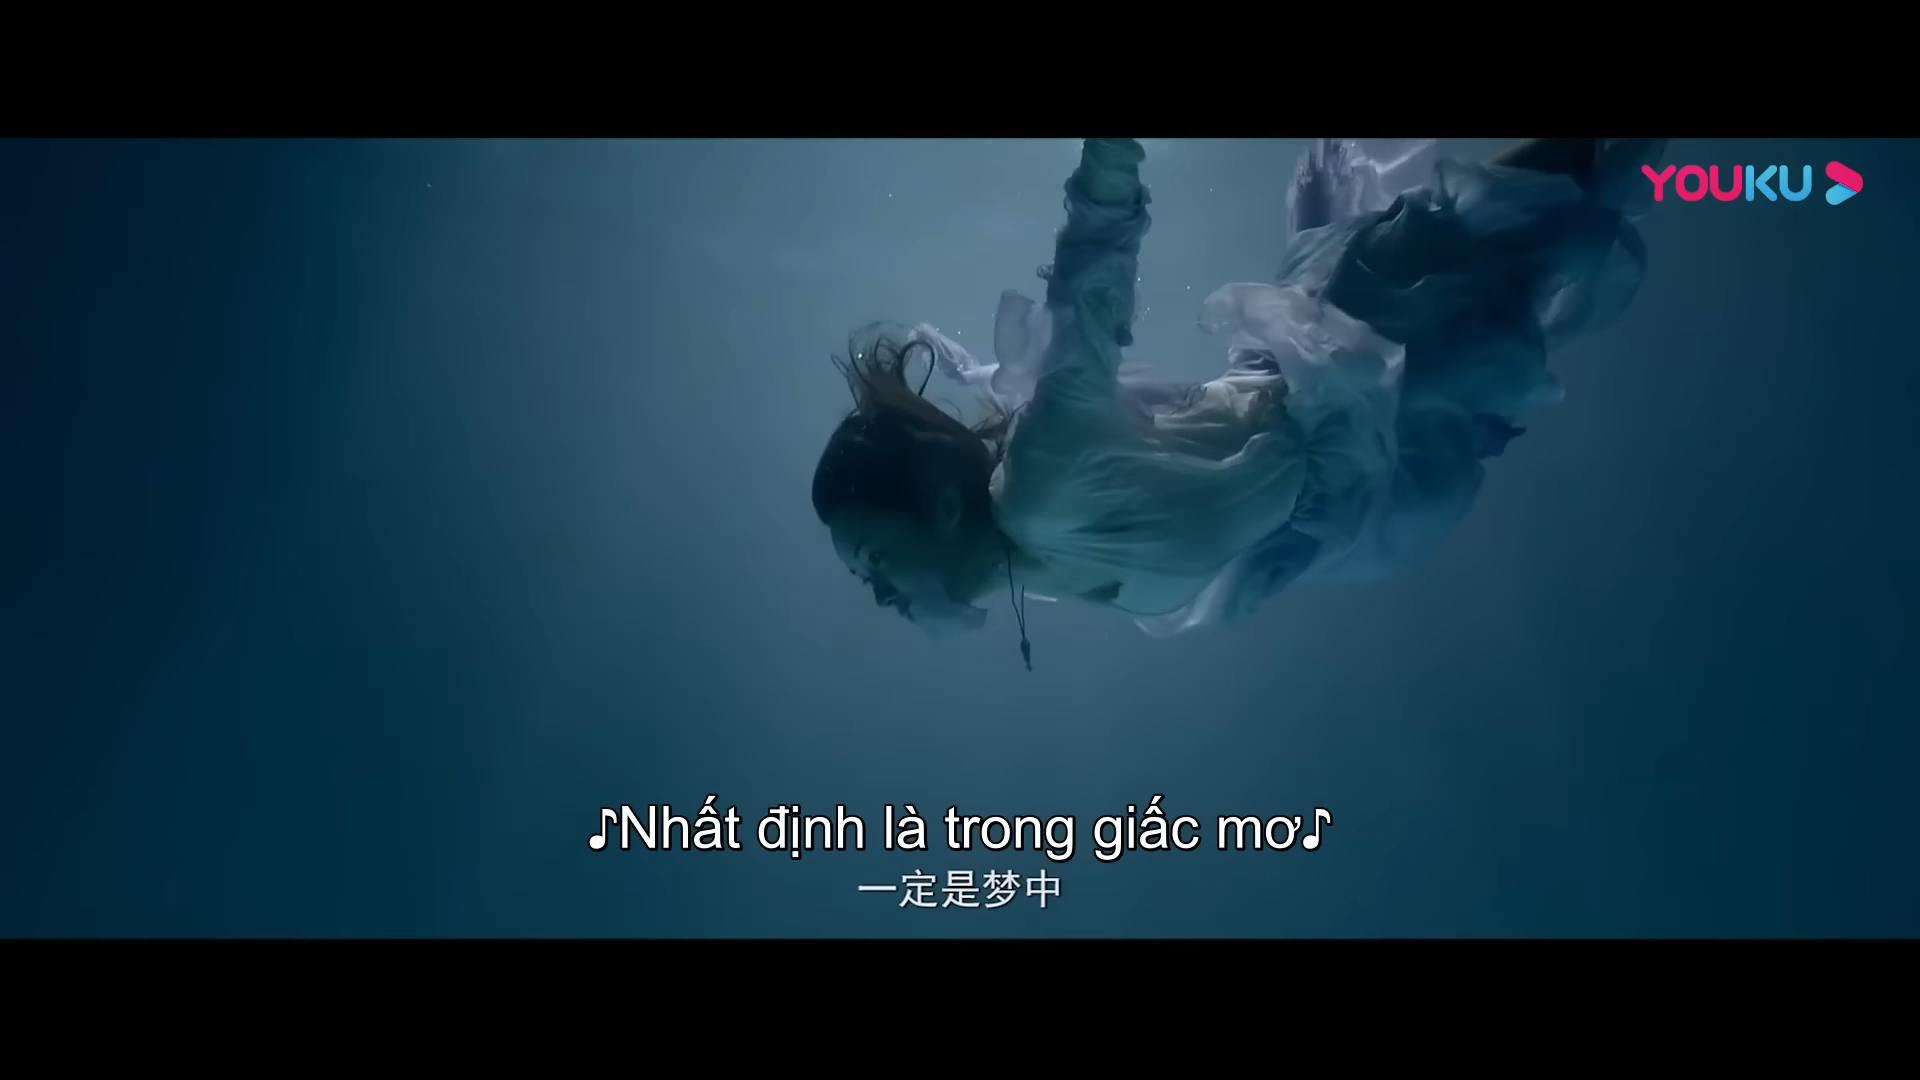 YOUKU
♪Nhất định là trong giấc mơ♪
一定是梦中